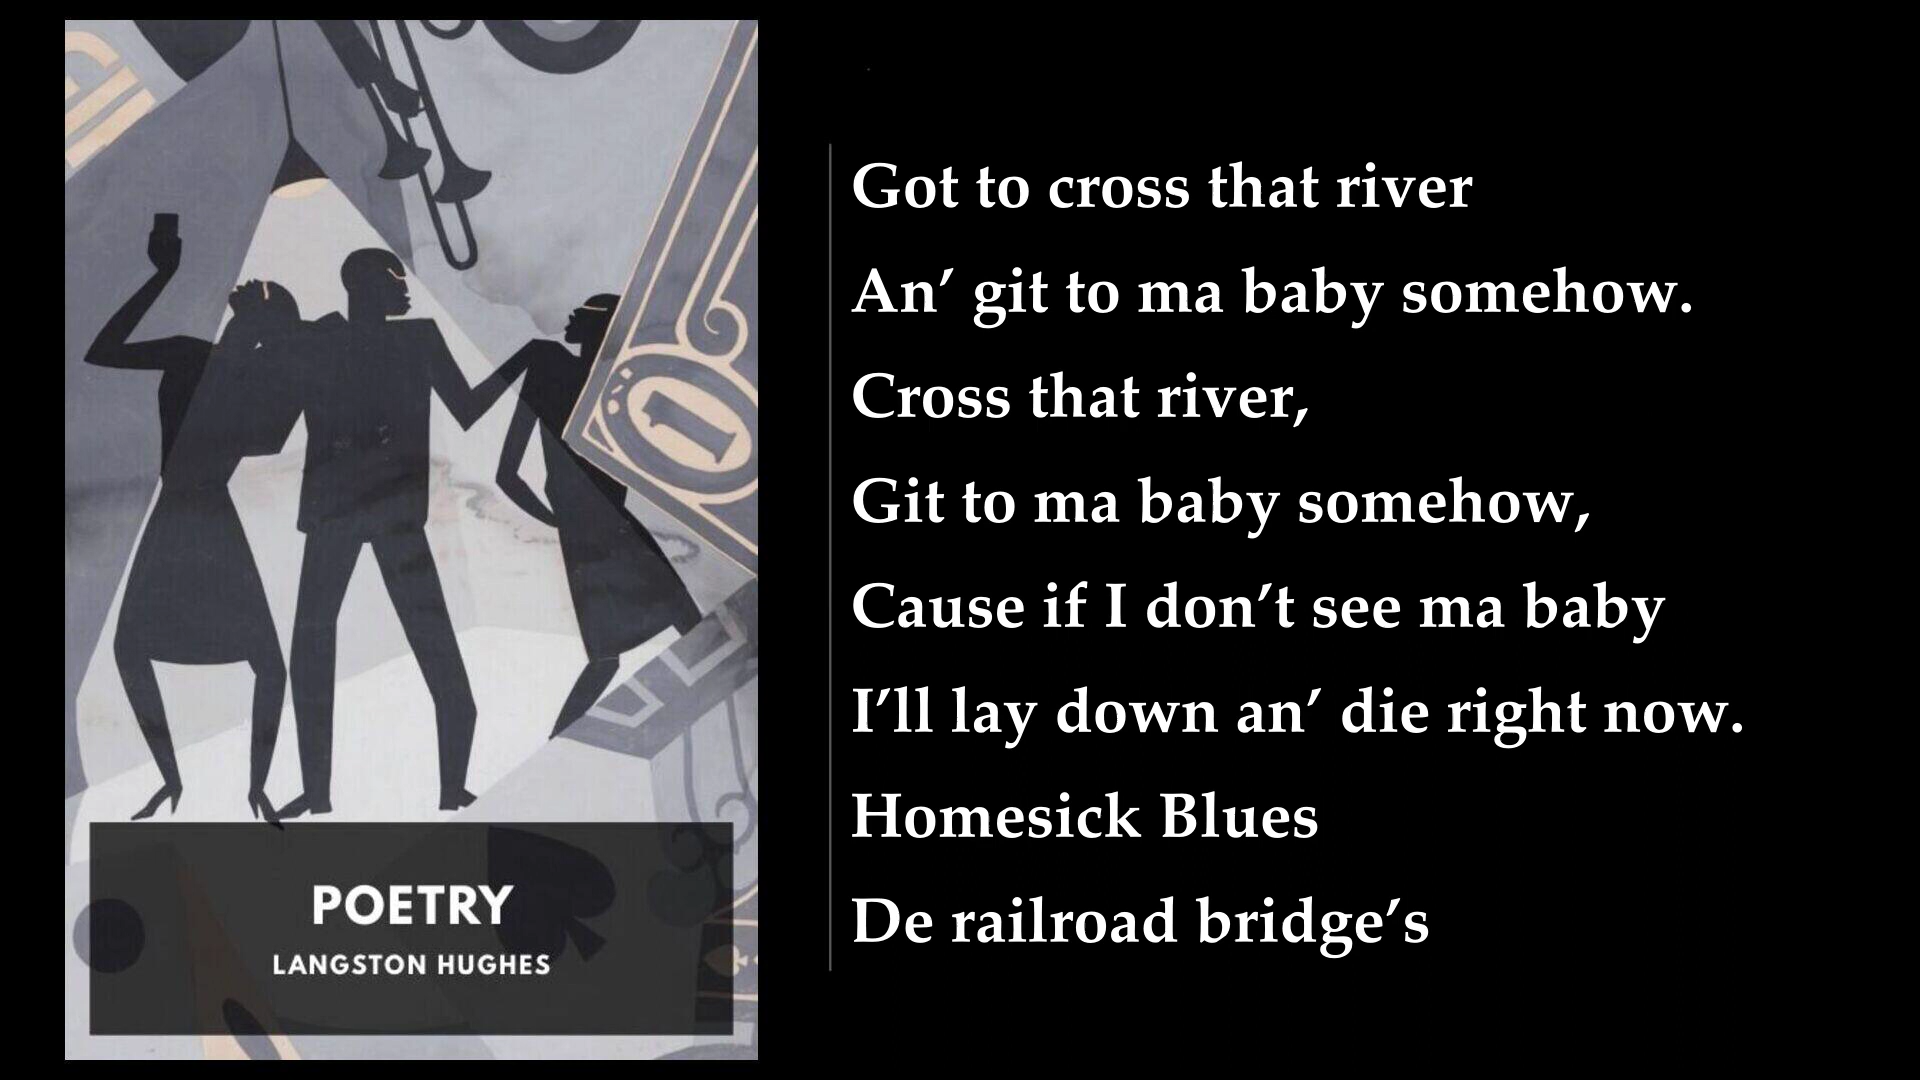 Got to cross that river
An’ git to ma baby somehow.
Cross that river,
Git to ma baby somehow,
Cause if I don’t see ma baby
I’ll lay down an’ die right now.
Homesick Blues
De railroad bridge’s
1
POETRY
LANGSTON HUGHES